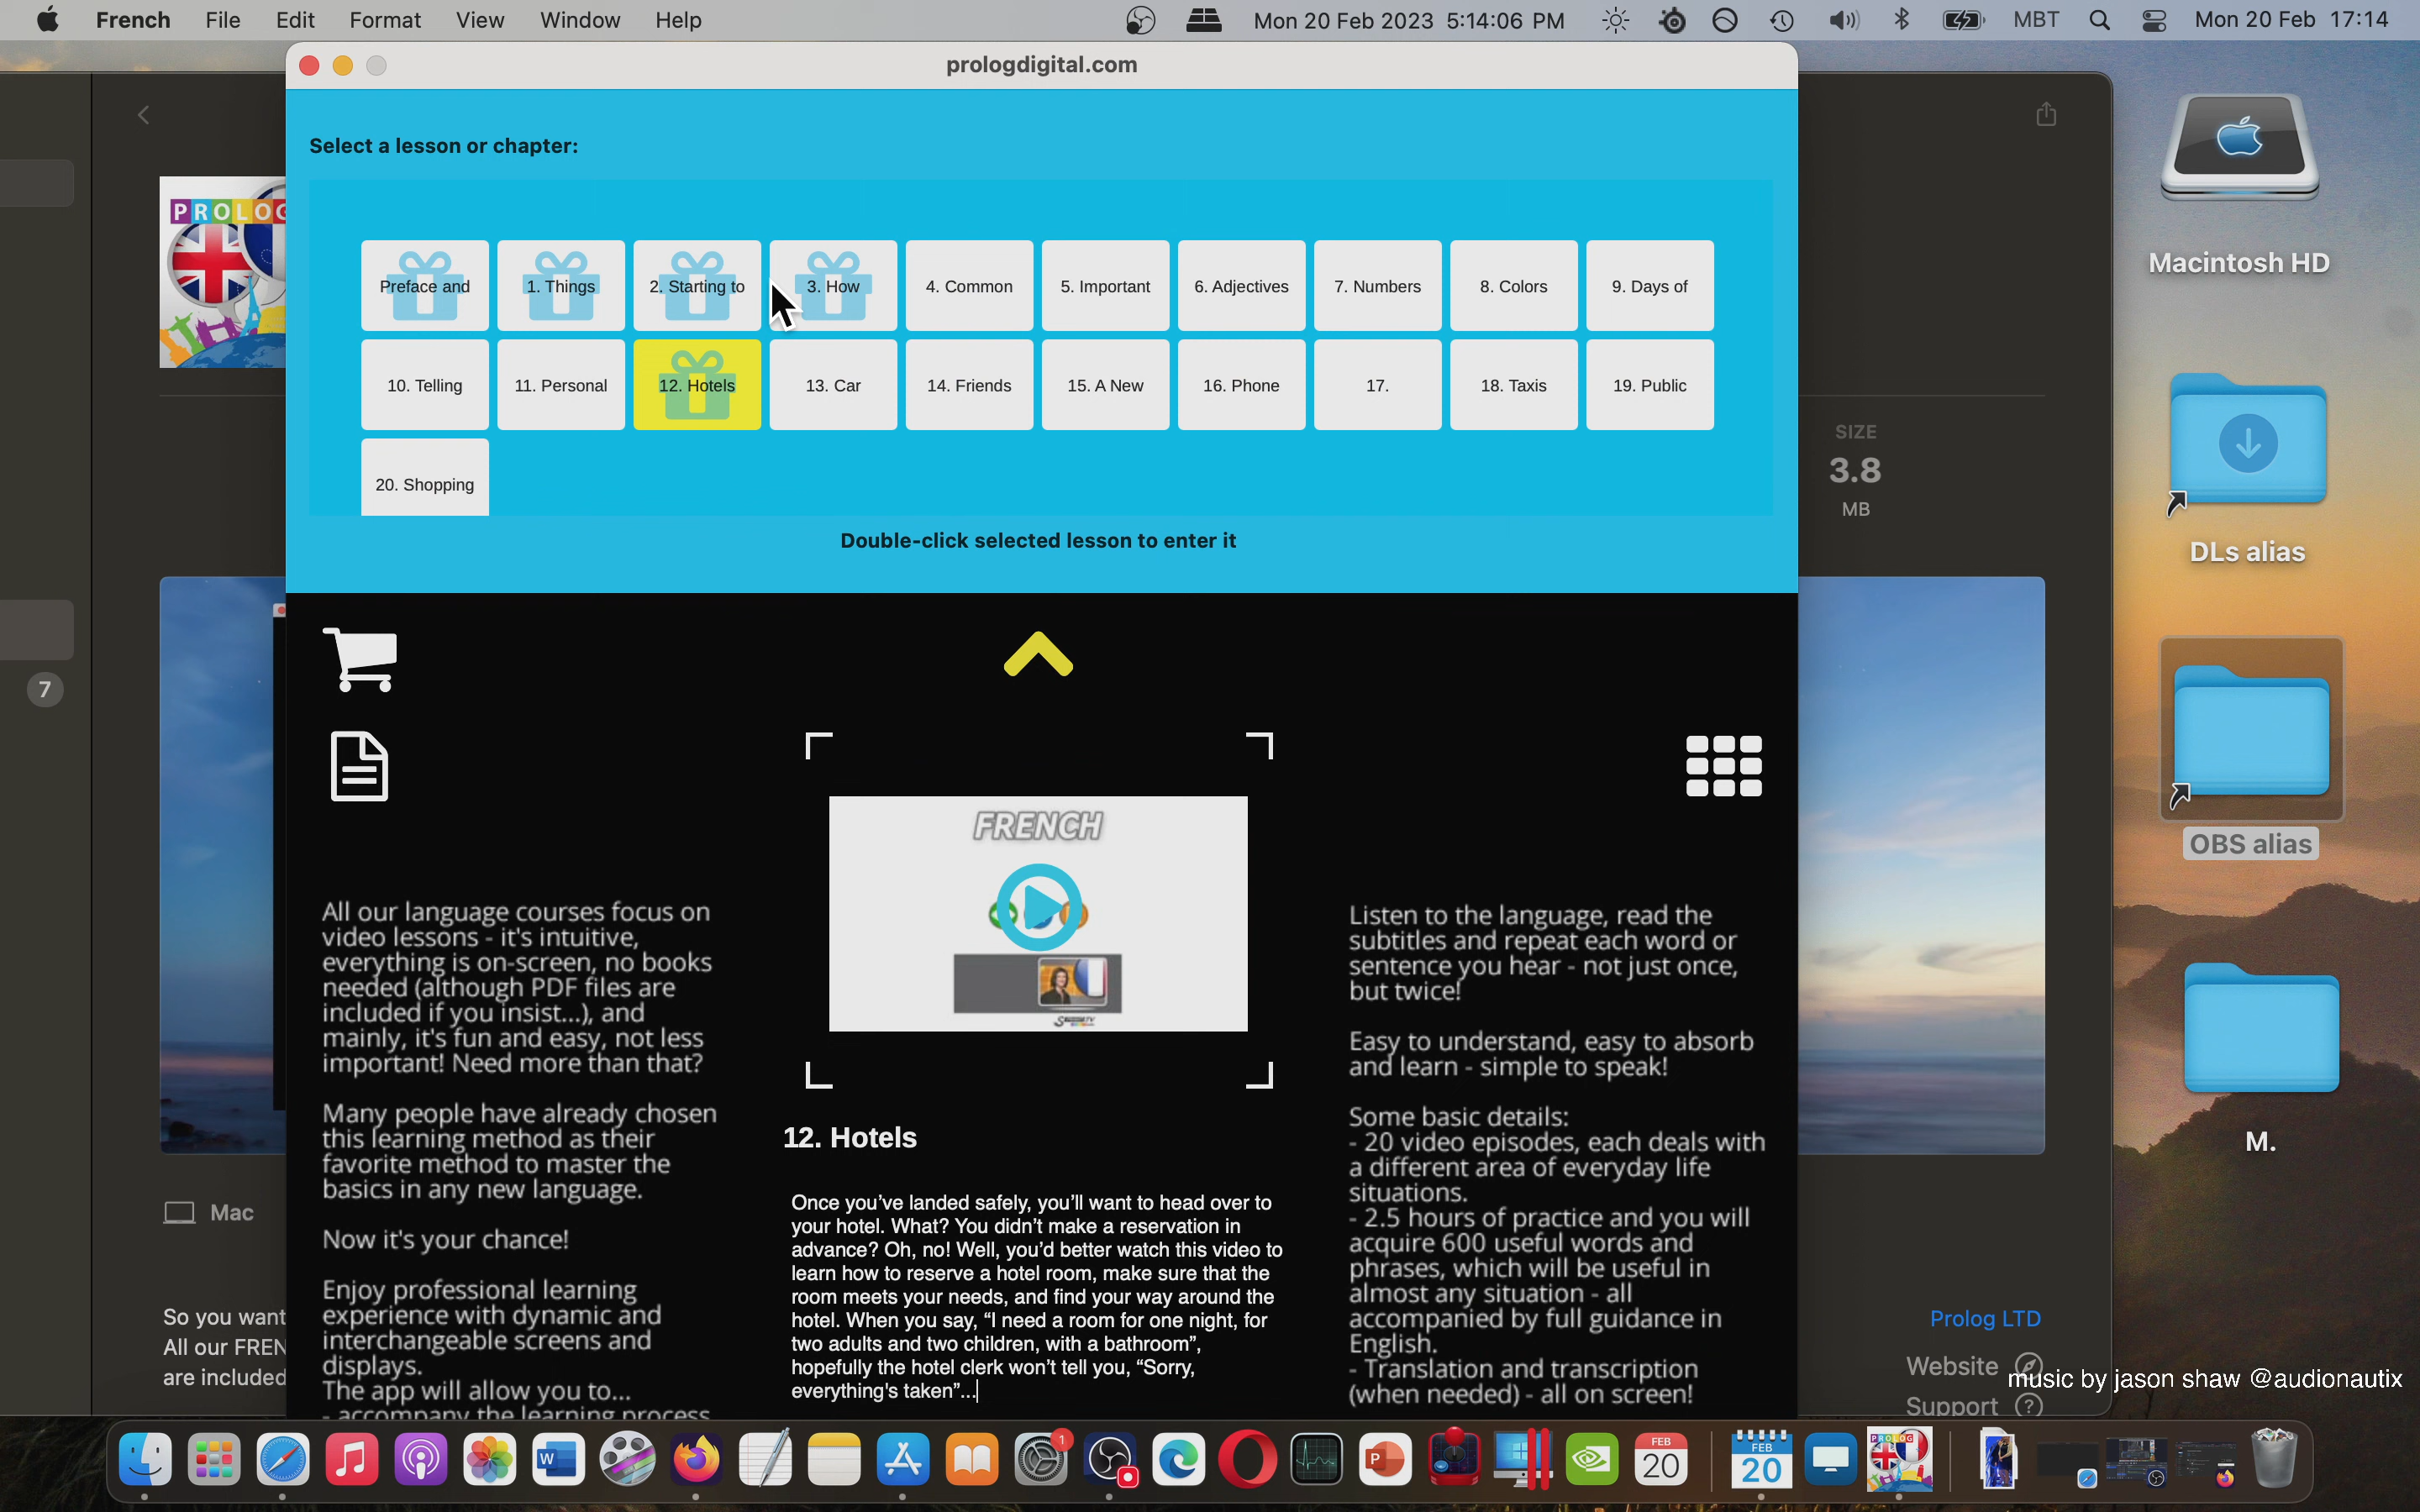 French File Edit Format View Window Help Mon 20 Feb 2023 5:14:06 PM MBT Mon 20 Feb 17:14
prologdigital.com
Select a lesson or chapter:
PROLOG
Preface and 1. Things 2. Starting to 3. How 4. Common 5. Important 6. Adjectives 7. Numbers 8. Colors 9. Days of
10. Telling 11. Personal 12. Hotels 13. Car 14. Friends 15. A New 16. Phone 17. 18. Taxis 19. Public
20. Shopping
Double-click selected lesson to enter it
SIZE
3.8
MB
7
Macintosh HD
DLs alias
OBS alias
M.
All our language courses focus on
video lessons - it's intuitive,
everything is on-screen, no books
needed (although PDF files are
included if you insist...), and
mainly, it's fun and easy, not less
important! Need more than that?
Many people have already chosen
this learning method as their
favorite method to master the
basics in any new language.
Now it's your chance!
Enjoy professional learning
experience with dynamic and
interchangeable screens and
displays.
The app will allow you to...
- accompany the learning process
FRENCH
12. Hotels
Once you’ve landed safely, you’ll want to head over to
your hotel. What? You didn’t make a reservation in
advance? Oh, no! Well, you’d better watch this video to
learn how to reserve a hotel room, make sure that the
room meets your needs, and find your way around the
hotel. When you say, “I need a room for one night, for
two adults and two children, with a bathroom”,
hopefully the hotel clerk won’t tell you, “Sorry,
everything's taken”...
Listen to the language, read the
subtitles and repeat each word or
sentence you hear - not just once,
but twice!
Easy to understand, easy to absorb
and learn - simple to speak!
Some basic details:
- 20 video episodes, each deals with
a different area of everyday life
situations.
- 2.5 hours of practice and you will
acquire 600 useful words and
phrases, which will be useful in
almost any situation - all
accompanied by full guidance in
English.
- Translation and transcription
(when needed) - all on screen!
Mac
So you want
All our FREN
are included
Prolog LTD
Website
Support
music by jason shaw @audionautix
1
FEB
20
FEB
20
PROLOG